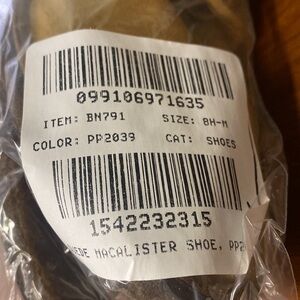 099106971635
ITEM: BN791 SIZE: 8H-M
COLOR: PP2039 CAT: SHOES
1542232315
MACALISTER SHOE,